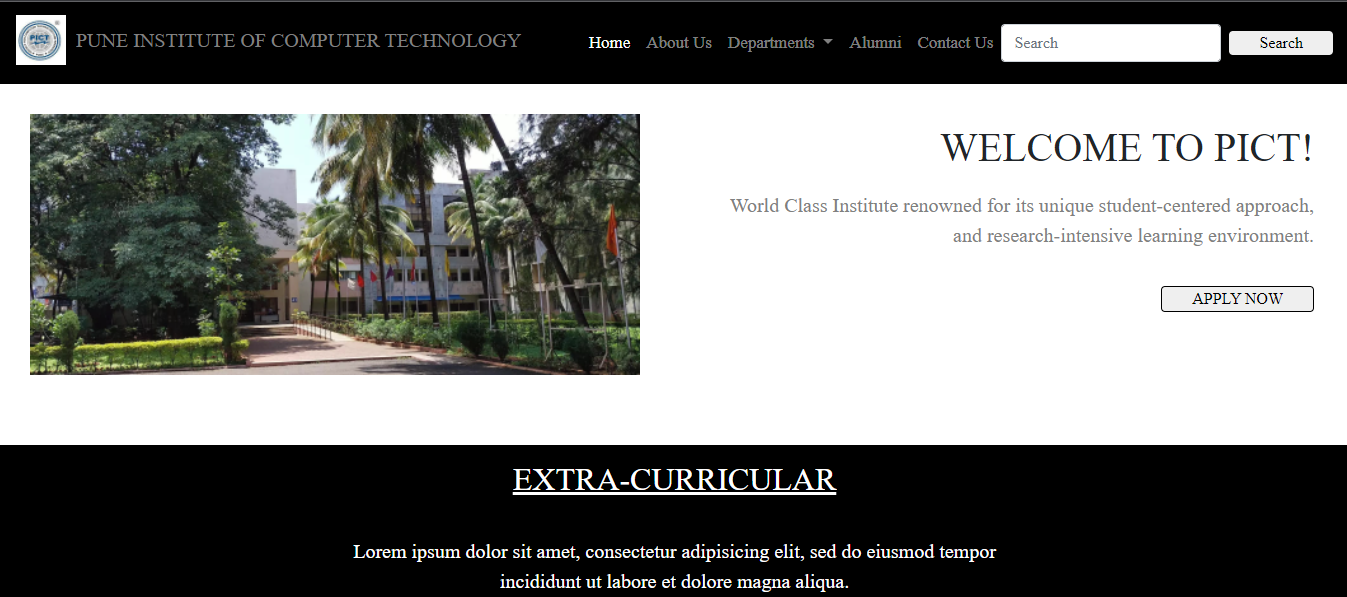 PICT
PUNE INSTITUTE OF COMPUTER TECHNOLOGY
Home About Us Departments Alumni Contact Us Search Search
WELCOME TO PICT!
World Class Institute renowned for its unique student-centered approach,
and research-intensive learning environment.
APPLY NOW
EXTRA-CURRICULAR
Lorem ipsum dolor sit amet, consectetur adipisicing elit, sed do eiusmod tempor
incididunt ut labore et dolore magna aliqua.